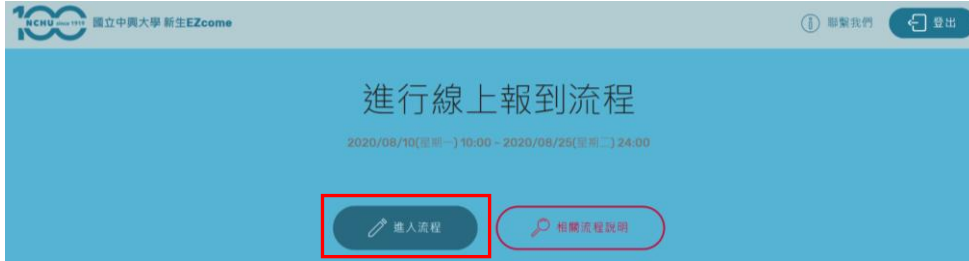 100
NCHU since 1919
國立中興大學 新生EZcome
聯繫我們
登出
進行線上報到流程
2020/08/10(星期一) 10:00 ~ 2020/08/25(星期二) 24:00
進入流程
相關流程說明